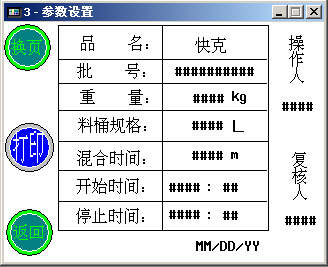 3 - 参数设置
换页
打印
返回
品 名: 快克
批 号: ##########
重 量: #### Kg
料桶规格: #### L
混合时间: #### m
开始时间: #### : ##
停止时间: #### : ##
操作人
####
复核人
####
MM/DD/YY